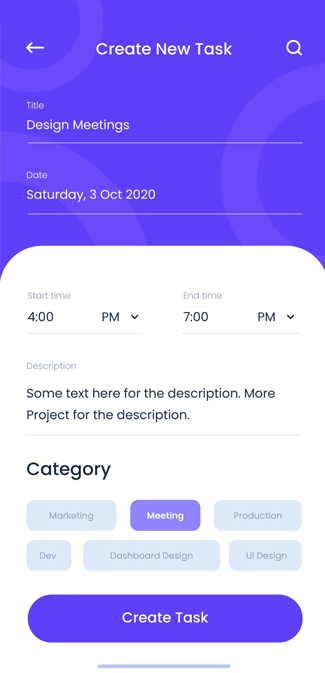 Create New Task
Title
Design Meetings
Date
Saturday, 3 Oct 2020
Start time
End time
4:00 PM
7:00 PM
Description
Some text here for the description. More
Project for the description.
Category
Marketing
Meeting
Production
Dev
Dashboard Design
UI Design
Create Task